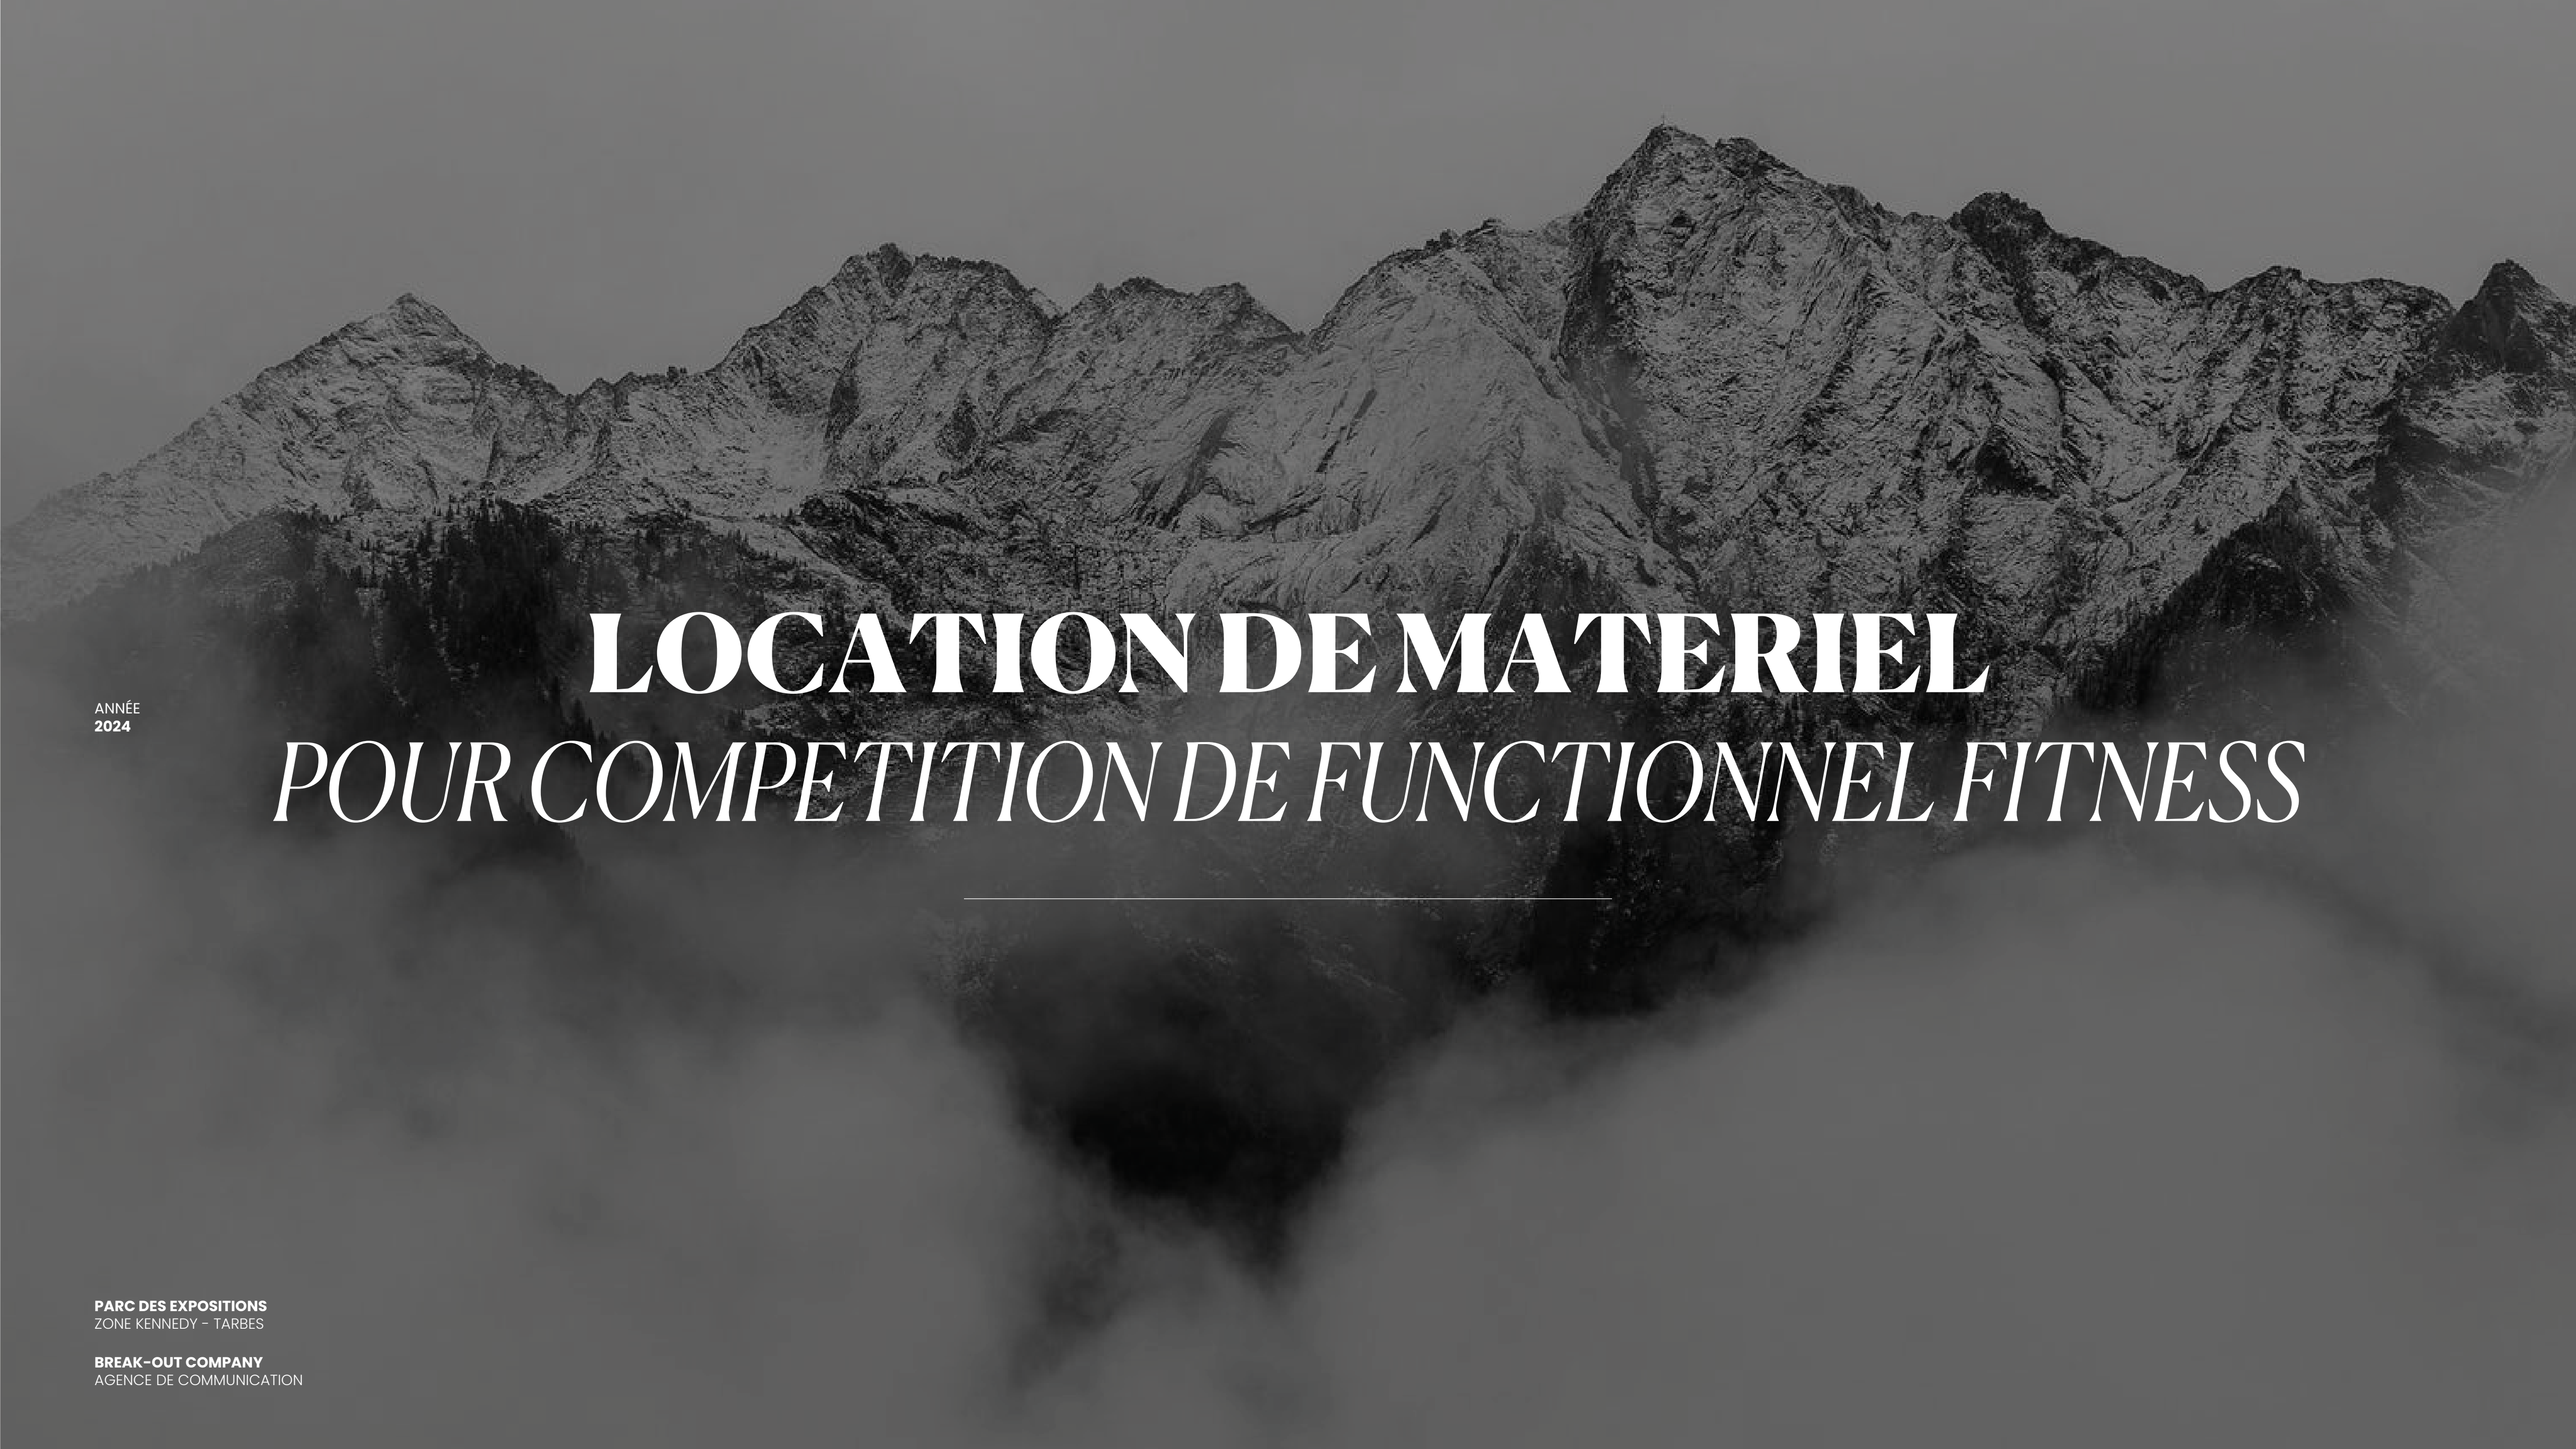 LOCATION DE MATERIEL
ANNÉE
2024
POUR COMPETITION DE FUNCTIONNEL FITNESS
PARC DES EXPOSITIONS
ZONE KENNEDY - TARBES
BREAK-OUT COMPANY
AGENCE DE COMMUNICATION